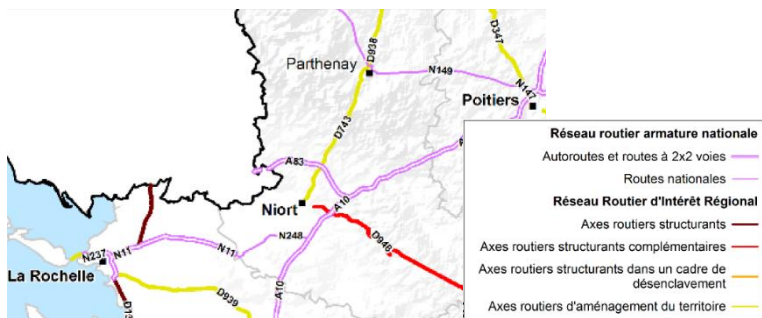 D938
D347
Parthenay
N149
N147
Poitiers
D743
A83
Niort
A10
N248
D948
N237
N11
N11
La Rochelle
A10
D939
Réseau routier armature nationale
Autoroutes et routes à 2x2 voies
Routes nationales
Réseau Routier d'Intérêt Régional
Axes routiers structurants
Axes routiers structurants complémentaires
Axes routiers structurants dans un cadre de
désenclavement
Axes routiers d'aménagement du territoire